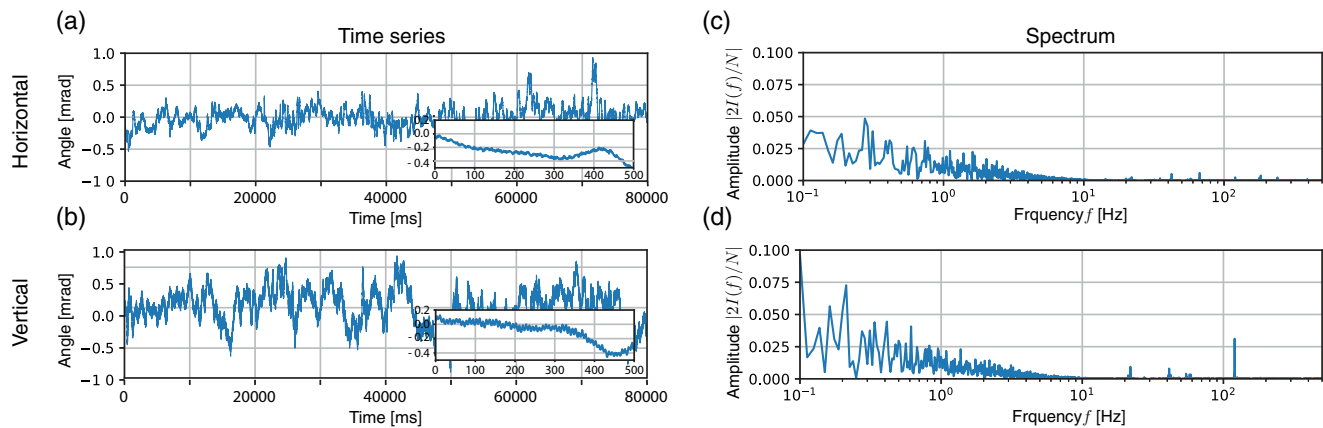 (a)
Time series
Horizontal
Angle [mrad]
1.0
0.5
0.0
−0.5
−1 0
0.2
0.0
-0.2
-0.4
0 100 200 300 400 500
0 20000 40000 60000 80000
Time [ms]
(c)
Spectrum
Amplitude |2I(f)/N|
0.100
0.075
0.050
0.025
0.000
10⁻¹ 10⁰ 10¹ 10²
Frquency f [Hz]
(b)
Vertical
Angle [mrad]
1.0
0.5
0.0
−0.5
−1 0
0.2
0.0
-0.2
-0.4
0 100 200 300 400 500
0 20000 40000 60000 80000
Time [ms]
(d)
Amplitude |2I(f)/N|
0.100
0.075
0.050
0.025
0.000
10⁻¹ 10⁰ 10¹ 10²
Frquency f [Hz]